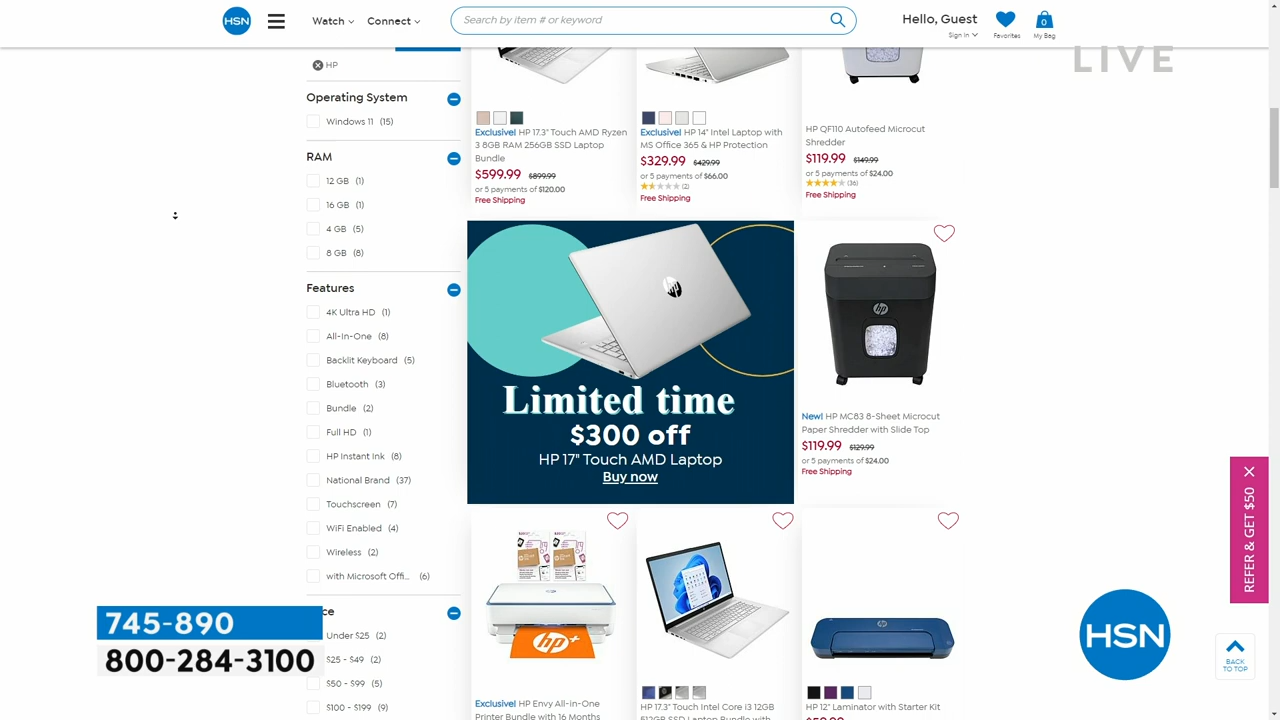 HSN
Watch
Connect
Search by item # or keyword
Hello, Guest
Sign In
Favorites
0
My Bag
LIVE
HP
Operating System
Windows 11 (15)
RAM
12 GB (1)
16 GB (1)
4 GB (5)
8 GB (8)
Features
4K Ultra HD (1)
All-In-One (8)
Backlit Keyboard (5)
Bluetooth (3)
Bundle (2)
Full HD (1)
HP Instant Ink (8)
National Brand (37)
Touchscreen (7)
WiFi Enabled (4)
Wireless (2)
with Microsoft Offi... (6)
ce
Under $25 (2)
$25 - $49 (2)
$50 - $99 (5)
$100 - $199 (9)
Exclusive! HP 17.3" Touch AMD Ryzen
3 8GB RAM 256GB SSD Laptop
Bundle
$599.99 $899.99
or 5 payments of $120.00
Free Shipping
Exclusive! HP 14" Intel Laptop with
MS Office 365 & HP Protection
$329.99 $429.99
or 5 payments of $66.00
(2)
Free Shipping
HP QF110 Autofeed Microcut
Shredder
$119.99 $149.99
or 5 payments of $24.00
(36)
Free Shipping
hp
Limited time
$300 off
HP 17" Touch AMD Laptop
Buy now
hp
New! HP MC83 8-Sheet Microcut
Paper Shredder with Slide Top
$119.99 $129.99
or 5 payments of $24.00
Free Shipping
hp+
Exclusive! HP Envy All-in-One
Printer Bundle with 16 Months
HP 17.3" Touch Intel Core i3 12GB
512GB SSD Laptop Bundle with
hp
HP 12" Laminator with Starter Kit
REFER & GET $50
BACK
TO TOP
HSN
745-890
800-284-3100